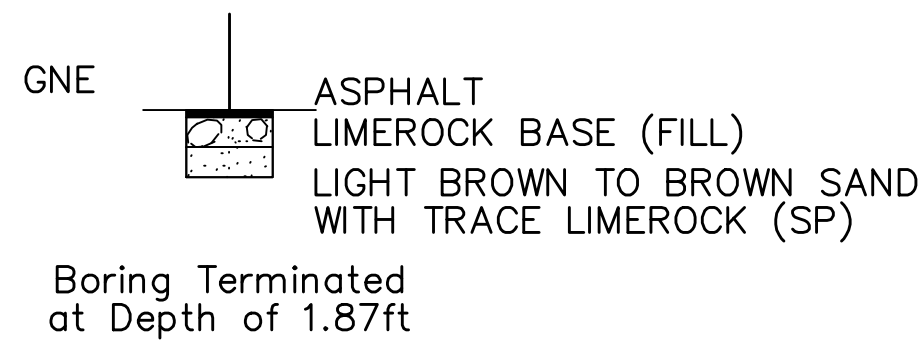 GNE
ASPHALT
LIMEROCK BASE (FILL)
LIGHT BROWN TO BROWN SAND
WITH TRACE LIMEROCK (SP)
Boring Terminated
at Depth of 1.87ft